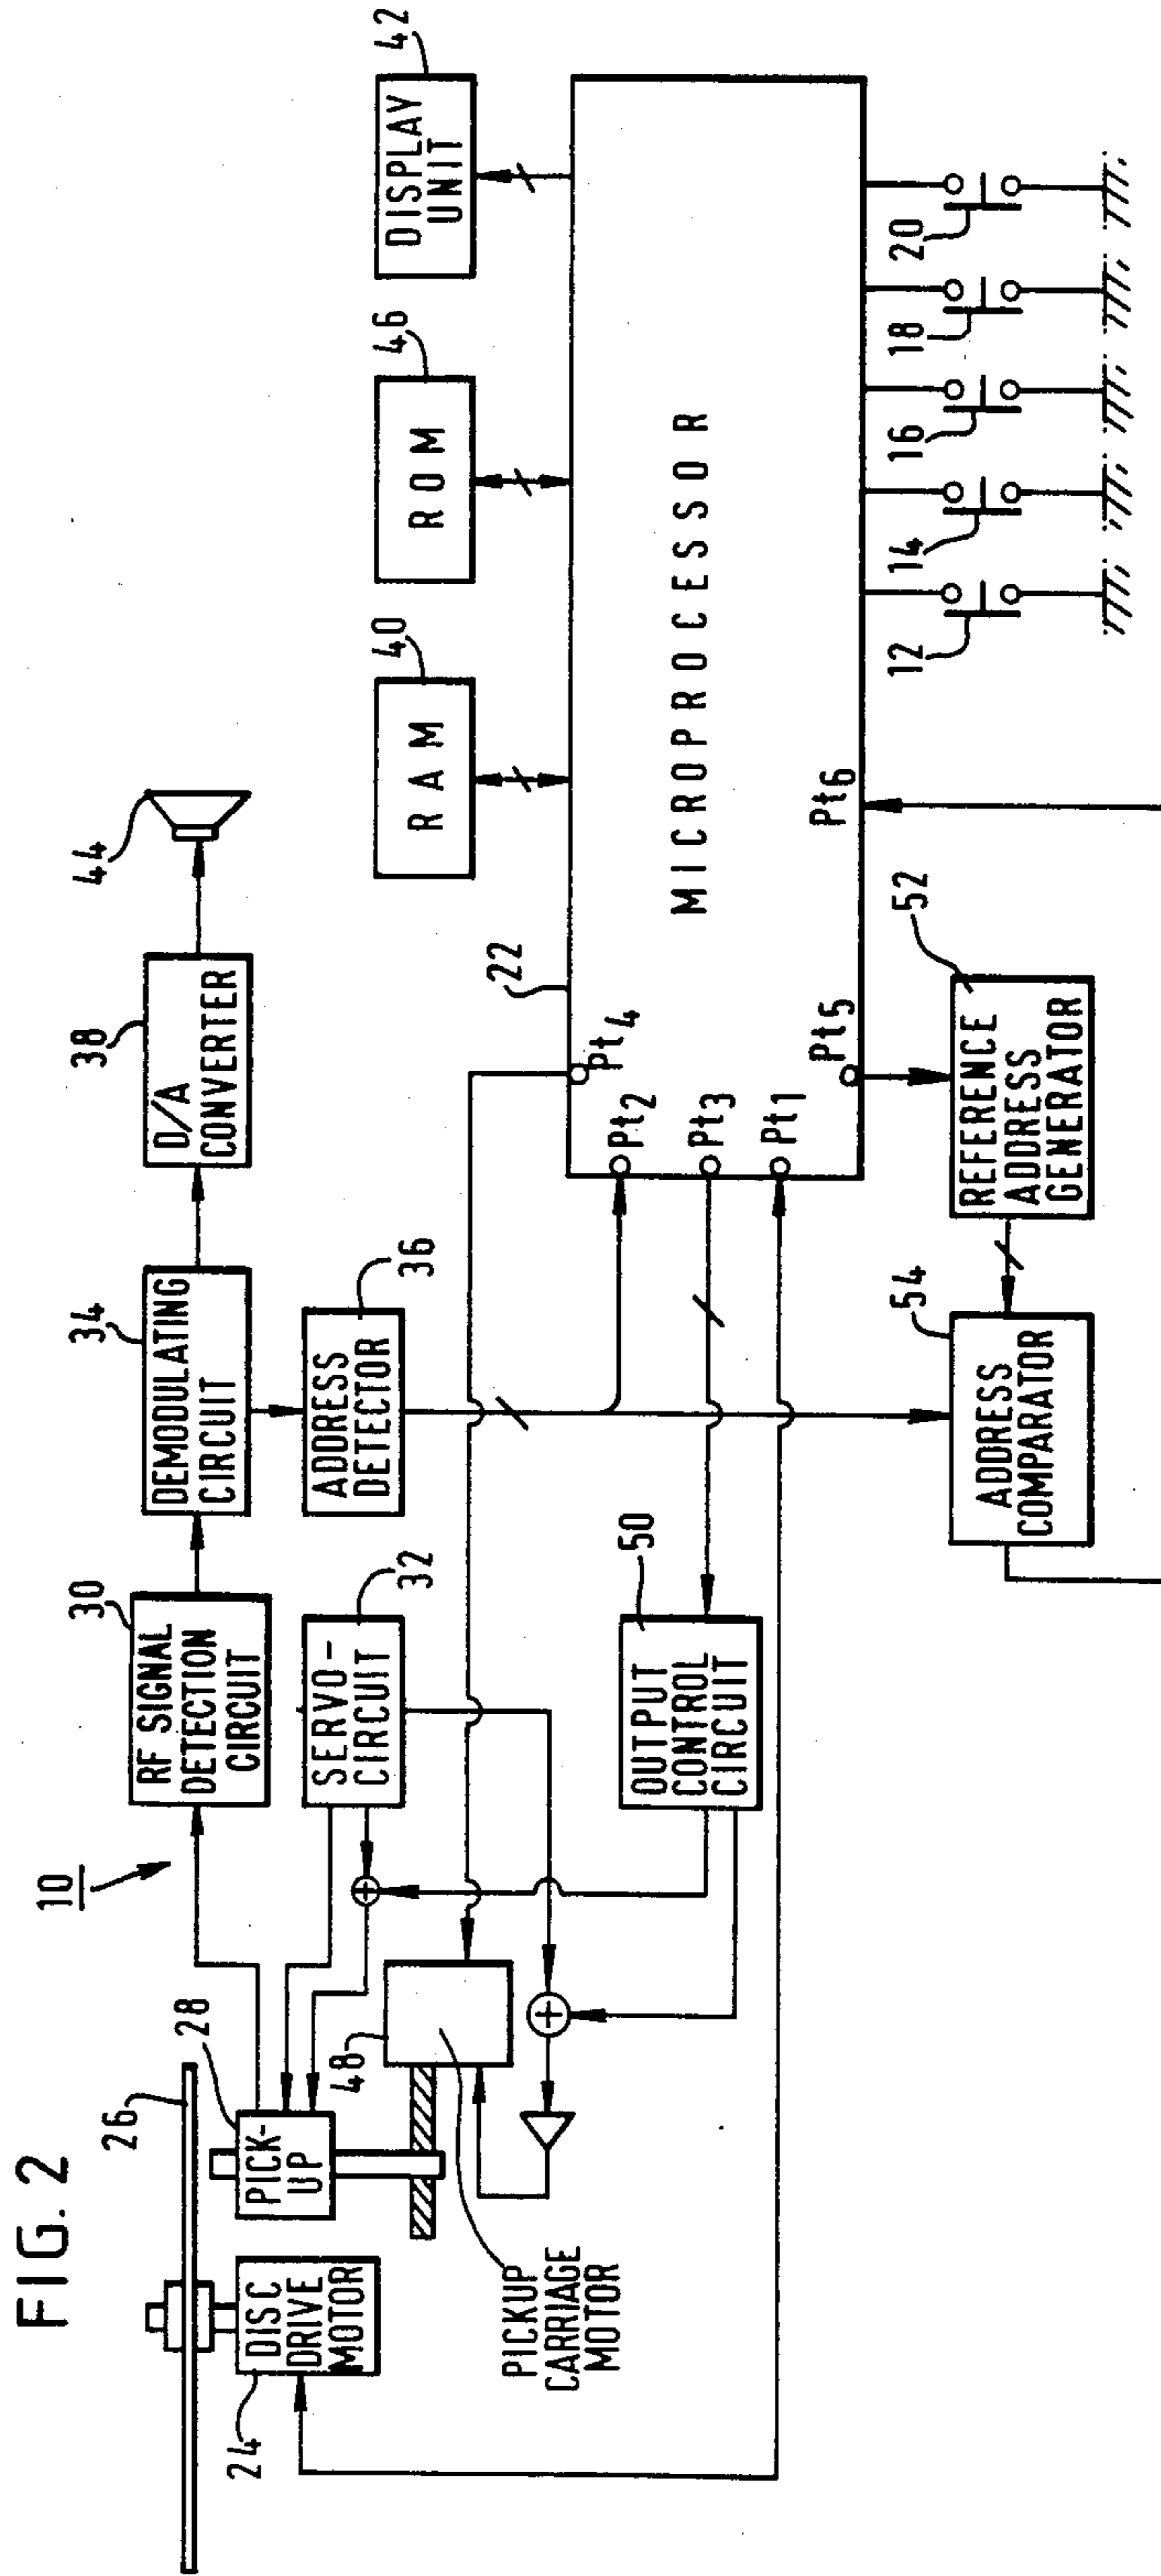 FIG. 2
10
26
28
24
DISC
DRIVE
MOTOR
PICK-
UP
48
PICKUP
CARRIAGE
MOTOR
30
RF SIGNAL
DETECTION
CIRCUIT
32
SERVO-
CIRCUIT
34
DEMODULATING
CIRCUIT
36
ADDRESS
DETECTOR
38
D/A
CONVERTER
44
50
OUTPUT
CONTROL
CIRCUIT
40
RAM
46
ROM
42
DISPLAY
UNIT
22
MICROPROCESSOR
Pt4
Pt2
Pt3
Pt1
Pt5
Pt6
54
ADDRESS
COMPARATOR
52
REFERENCE
ADDRESS
GENERATOR
12
14
16
18
20